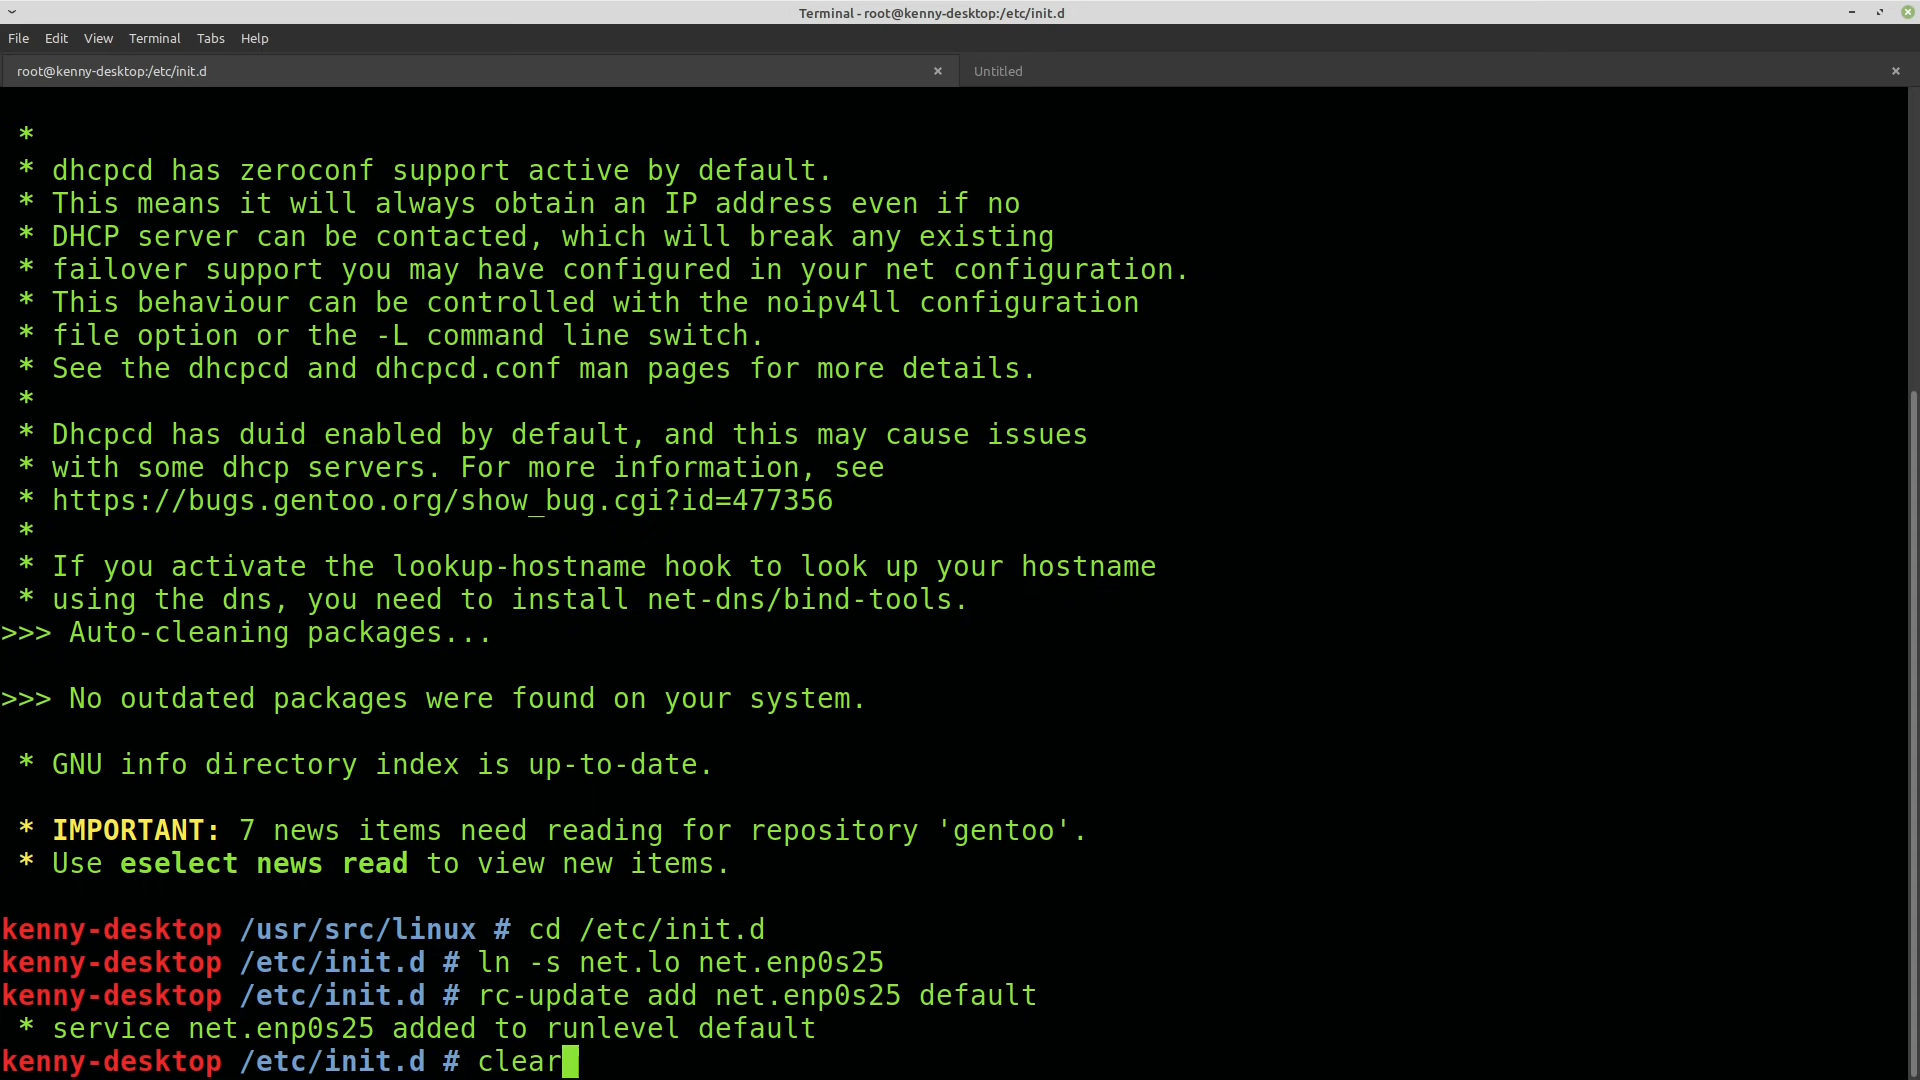 Terminal - root@kenny-desktop:/etc/init.d
File Edit View Terminal Tabs Help
root@kenny-desktop:/etc/init.d Untitled
*
* dhcpcd has zeroconf support active by default.
* This means it will always obtain an IP address even if no
* DHCP server can be contacted, which will break any existing
* failover support you may have configured in your net configuration.
* This behaviour can be controlled with the noipv4ll configuration
* file option or the -L command line switch.
* See the dhcpcd and dhcpcd.conf man pages for more details.
*
* Dhcpcd has duid enabled by default, and this may cause issues
* with some dhcp servers. For more information, see
* https://bugs.gentoo.org/show_bug.cgi?id=477356
*
* If you activate the lookup-hostname hook to look up your hostname
* using the dns, you need to install net-dns/bind-tools.
>>> Auto-cleaning packages...
>>> No outdated packages were found on your system.
* GNU info directory index is up-to-date.
* IMPORTANT: 7 news items need reading for repository 'gentoo'.
* Use eselect news read to view new items.
kenny-desktop /usr/src/linux # cd /etc/init.d
kenny-desktop /etc/init.d # ln -s net.lo net.enp0s25
kenny-desktop /etc/init.d # rc-update add net.enp0s25 default
* service net.enp0s25 added to runlevel default
kenny-desktop /etc/init.d # clear